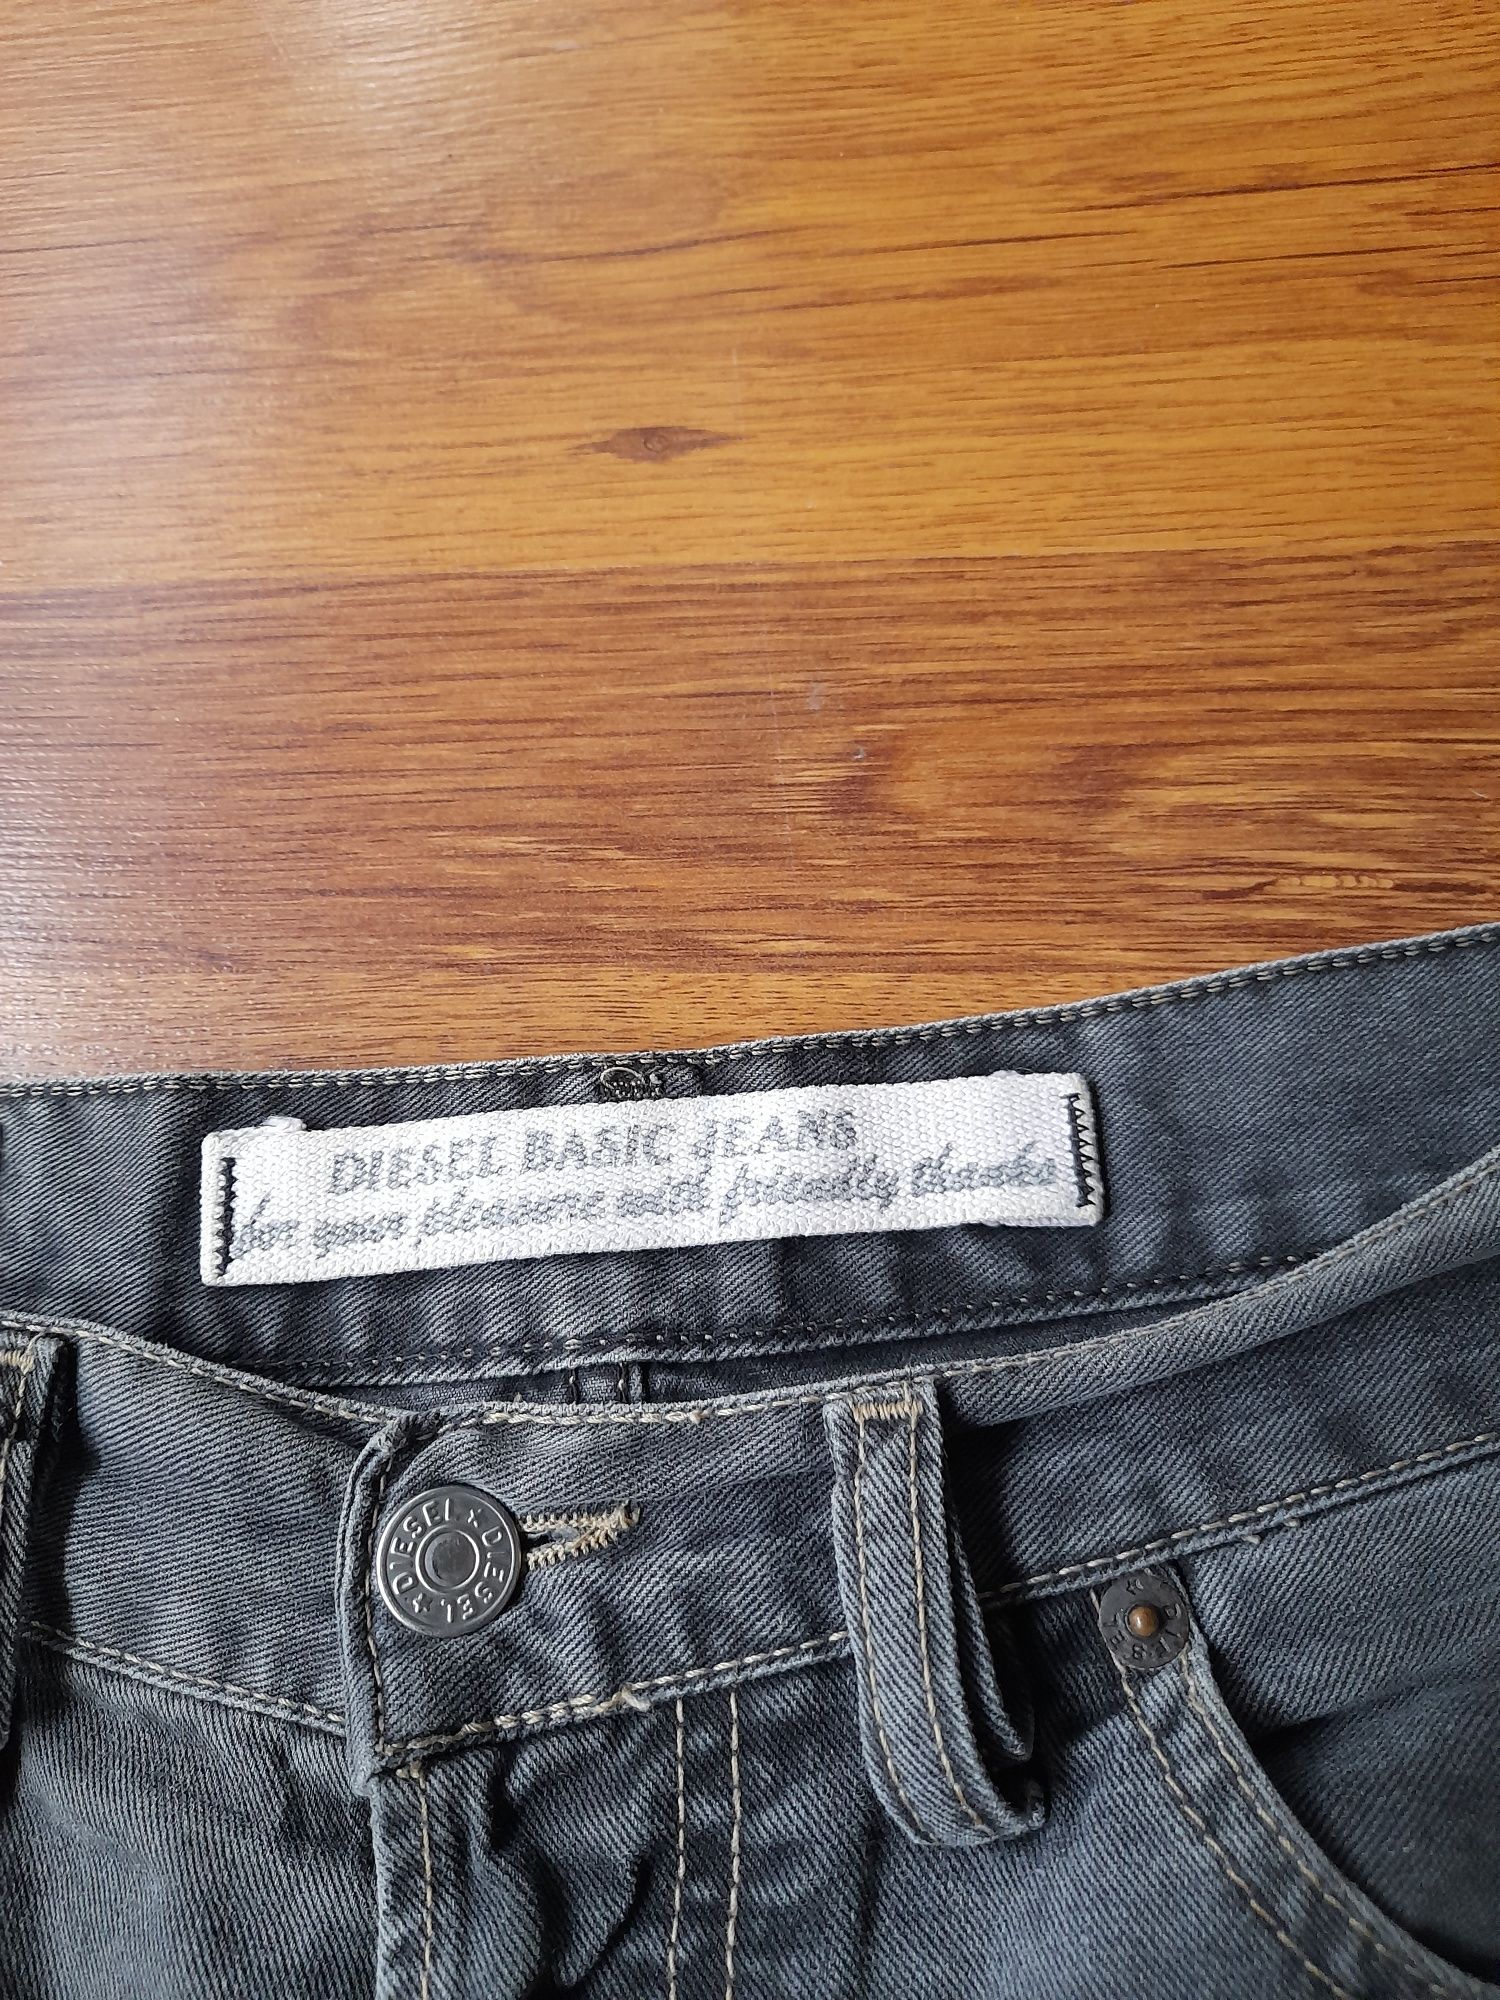 DIESEL BASIC JEANS
for your pleasure and friendly thanks
DIESEL ★ DIESEL ★